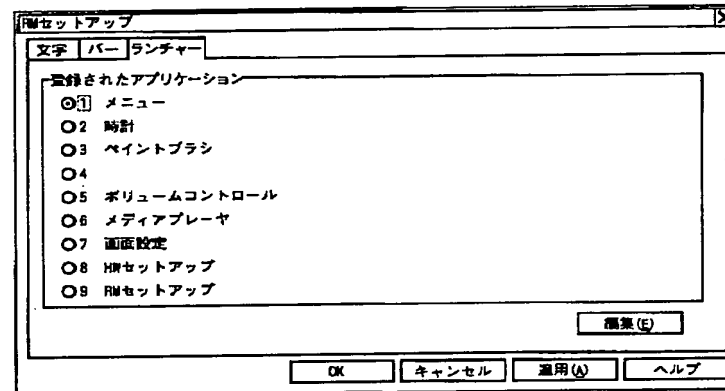 RMセットアップ
文字 バー ランチャー
登録されたアプリケーション
1 メニュー
2 時計
3 ペイントブラシ
4
5 ボリュームコントロール
6 メディアプレーヤ
7 画面設定
8 HWセットアップ
9 RMセットアップ
編集(E)
OK キャンセル 適用(A) ヘルプ